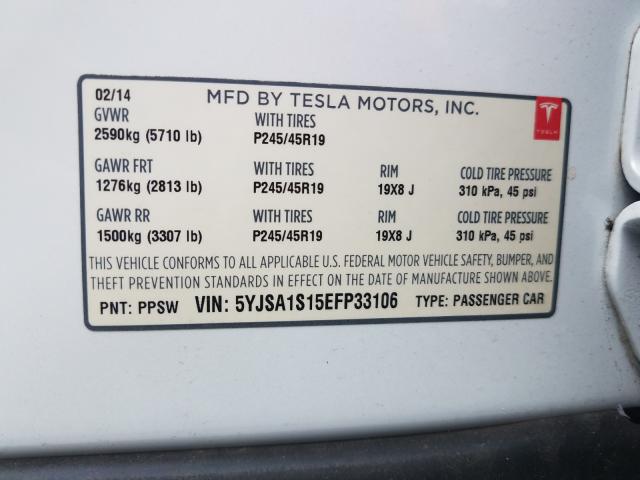 02/14 MFD BY TESLA MOTORS, INC.
GVWR WITH TIRES
2590kg (5710 lb) P245/45R19
TESLA
GAWR FRT WITH TIRES RIM COLD TIRE PRESSURE
1276kg (2813 lb) P245/45R19 19X8 J 310 kPa, 45 psi
GAWR RR WITH TIRES RIM COLD TIRE PRESSURE
1500kg (3307 lb) P245/45R19 19X8 J 310 kPa, 45 psi
THIS VEHICLE CONFORMS TO ALL APPLICABLE U.S. FEDERAL MOTOR VEHICLE SAFETY, BUMPER, AND
THEFT PREVENTION STANDARDS IN EFFECT ON THE DATE OF MANUFACTURE SHOWN ABOVE.
PNT: PPSW VIN: 5YJSA1S15EFP33106 TYPE: PASSENGER CAR